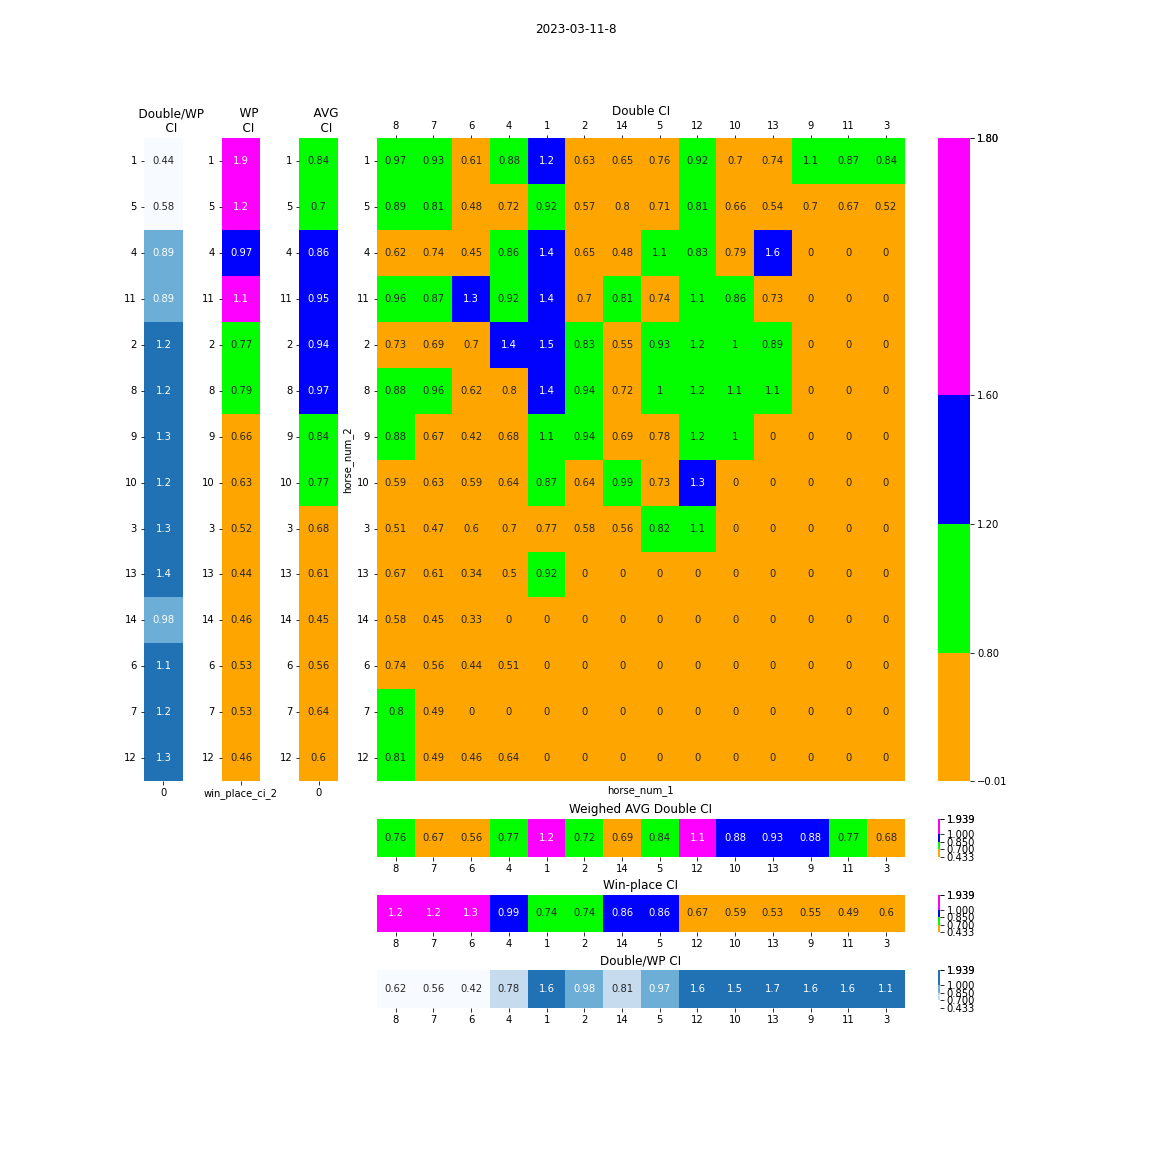 2023-03-11-8
Double/WP CI
WP CI
AVG CI
Double CI
8 7 6 4 1 2 14 5 12 10 13 9 11 3
1 0.44 1 1.9 1 0.84 1 0.97 0.93 0.61 0.88 1.2 0.63 0.65 0.76 0.92 0.7 0.74 1.1 0.87 0.84
5 0.58 5 1.2 5 0.7 5 0.89 0.81 0.48 0.72 0.92 0.57 0.8 0.71 0.81 0.66 0.54 0.7 0.67 0.52
4 0.89 4 0.97 4 0.86 4 0.62 0.74 0.45 0.86 1.4 0.65 0.48 1.1 0.83 0.79 1.6 0 0 0
11 0.89 11 1.1 11 0.95 11 0.96 0.87 1.3 0.92 1.4 0.7 0.81 0.74 1.1 0.86 0.73 0 0 0
2 1.2 2 0.77 2 0.94 2 0.73 0.69 0.7 1.4 1.5 0.83 0.55 0.93 1.2 1 0.89 0 0 0
8 1.2 8 0.79 8 0.97 8 0.88 0.96 0.62 0.8 1.4 0.94 0.72 1 1.2 1.1 1.1 0 0 0
9 1.3 9 0.66 9 0.84 9 0.88 0.67 0.42 0.68 1.1 0.94 0.69 0.78 1.2 1 0 0 0 0
10 1.2 10 0.63 10 0.77 10 0.59 0.63 0.59 0.64 0.87 0.64 0.99 0.73 1.3 0 0 0 0 0
3 1.3 3 0.52 3 0.68 3 0.51 0.47 0.6 0.7 0.77 0.58 0.56 0.82 1.1 0 0 0 0 0
13 1.4 13 0.44 13 0.61 13 0.67 0.61 0.34 0.5 0.92 0 0 0 0 0 0 0 0 0
14 0.98 14 0.46 14 0.45 14 0.58 0.45 0.33 0 0 0 0 0 0 0 0 0 0 0
6 1.1 6 0.53 6 0.56 6 0.74 0.56 0.44 0.51 0 0 0 0 0 0 0 0 0 0
7 1.2 7 0.53 7 0.64 7 0.8 0.49 0 0 0 0 0 0 0 0 0 0 0 0
12 1.3 12 0.46 12 0.6 12 0.81 0.49 0.46 0.64 0 0 0 0 0 0 0 0 0 0
horse_num_2
0 win_place_ci_2 0 horse_num_1
1.80
1.60
1.20
0.80
−0.01
Weighed AVG Double CI
0.76 0.67 0.56 0.77 1.2 0.72 0.69 0.84 1.1 0.88 0.93 0.88 0.77 0.68
8 7 6 4 1 2 14 5 12 10 13 9 11 3
1.939
1.000
0.850
0.700
0.433
Win-place CI
1.2 1.2 1.3 0.99 0.74 0.74 0.86 0.86 0.67 0.59 0.53 0.55 0.49 0.6
8 7 6 4 1 2 14 5 12 10 13 9 11 3
1.939
1.000
0.850
0.700
0.433
Double/WP CI
0.62 0.56 0.42 0.78 1.6 0.98 0.81 0.97 1.6 1.5 1.7 1.6 1.6 1.1
8 7 6 4 1 2 14 5 12 10 13 9 11 3
1.939
1.000
0.850
0.700
0.433